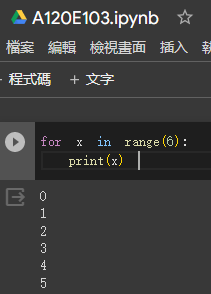 A120E103.ipynb
檔案 編輯 檢視畫面 插入
+ 程式碼 + 文字
for x in range(6):
    print(x)
0
1
2
3
4
5